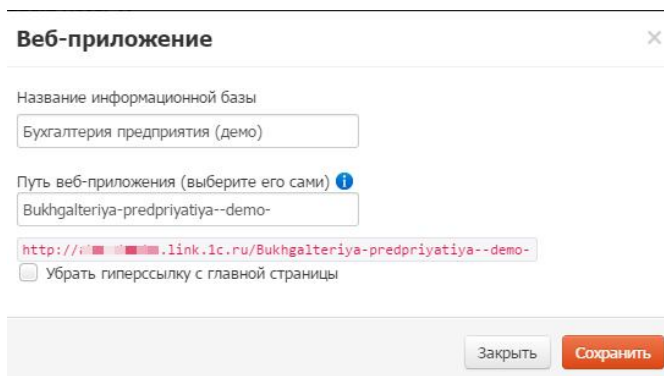 Веб-приложение
Название информационной базы
Бухгалтерия предприятия (демо)
Путь веб-приложения (выберите его сами)
Bukhgalteriya-predpriyatiya--demo-
http:// .link.1c.ru/Bukhgalteriya-predpriyatiya--demo-
Убрать гиперссылку с главной страницы
Закрыть Сохранить